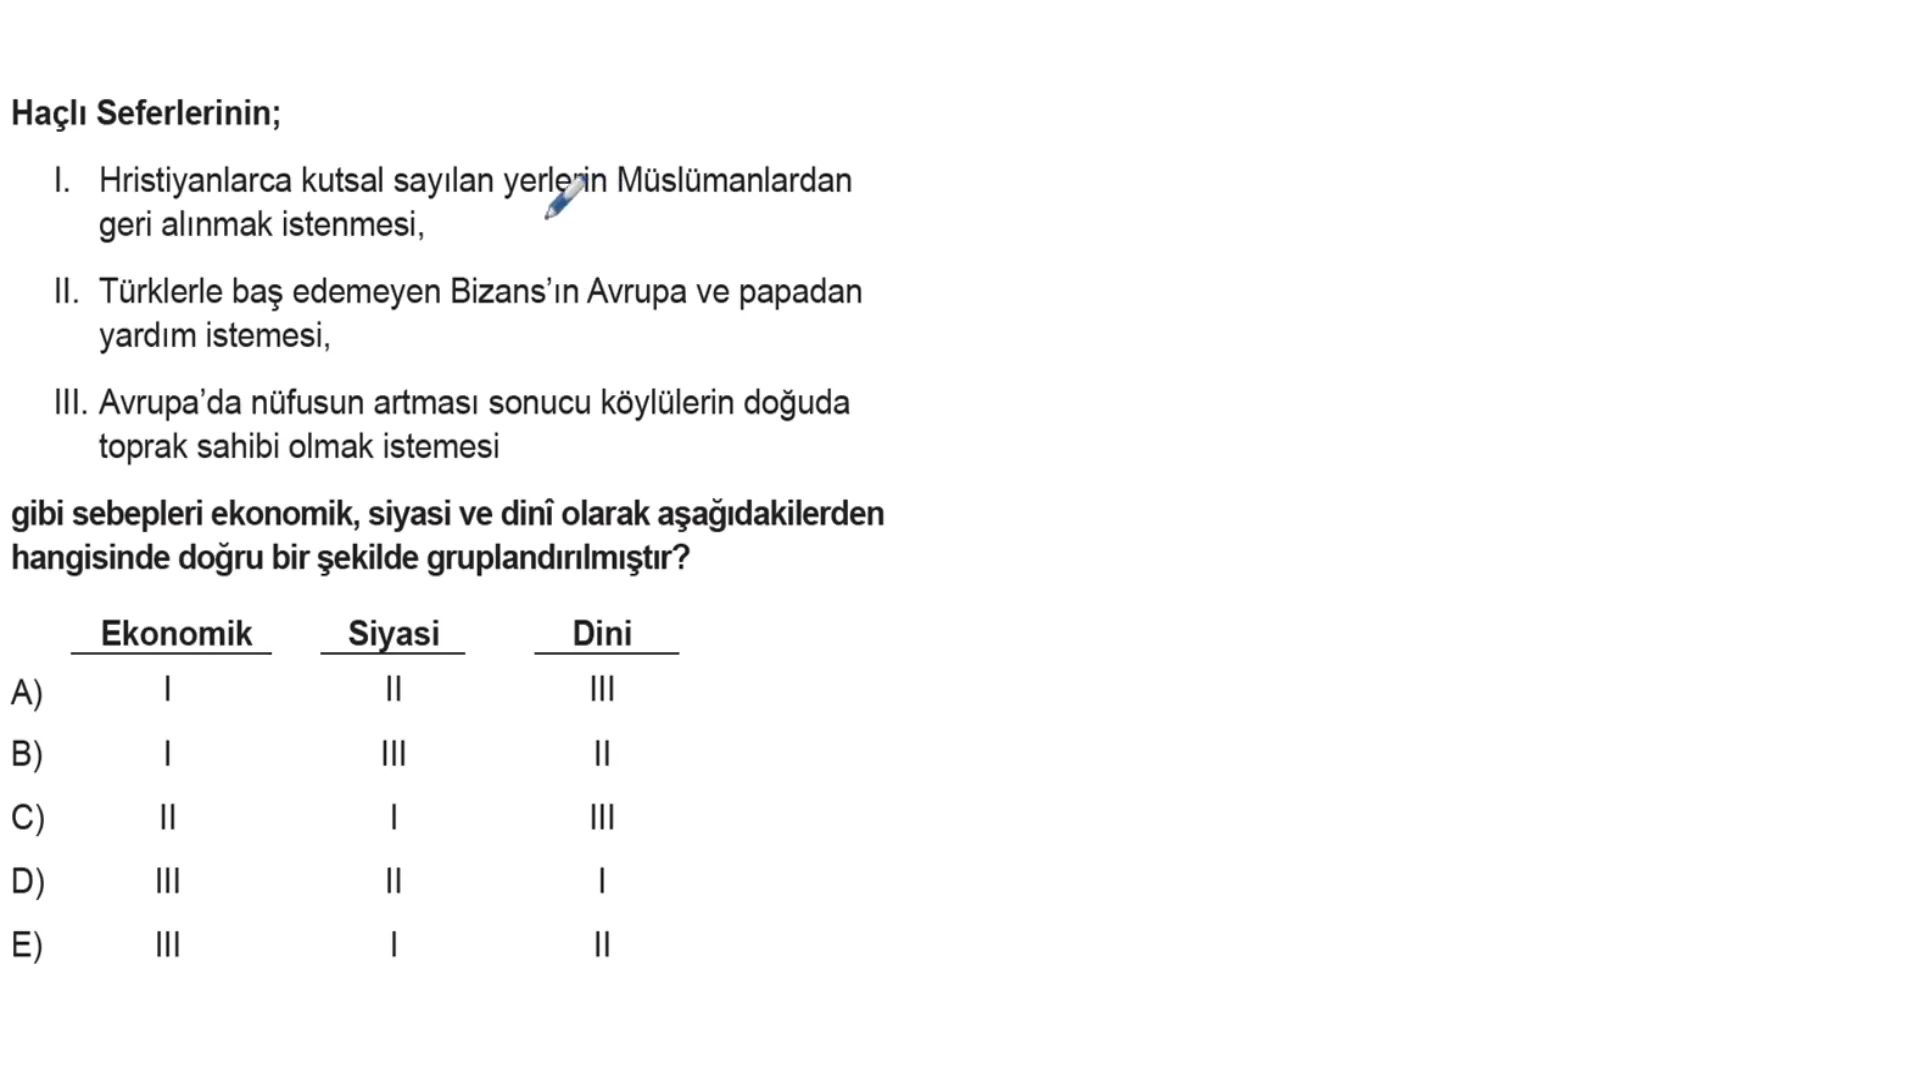 Haçlı Seferlerinin;
I. Hristiyanlarca kutsal sayılan yerlerin Müslümanlardan
geri alınmak istenmesi,
II. Türklerle baş edemeyen Bizans’ın Avrupa ve papadan
yardım istemesi,
III. Avrupa’da nüfusun artması sonucu köylülerin doğuda
toprak sahibi olmak istemesi
gibi sebepleri ekonomik, siyasi ve dinî olarak aşağıdakilerden
hangisinde doğru bir şekilde gruplandırılmıştır?
Ekonomik Siyasi Dini
A) I II III
B) I III II
C) II I III
D) III II I
E) III I II